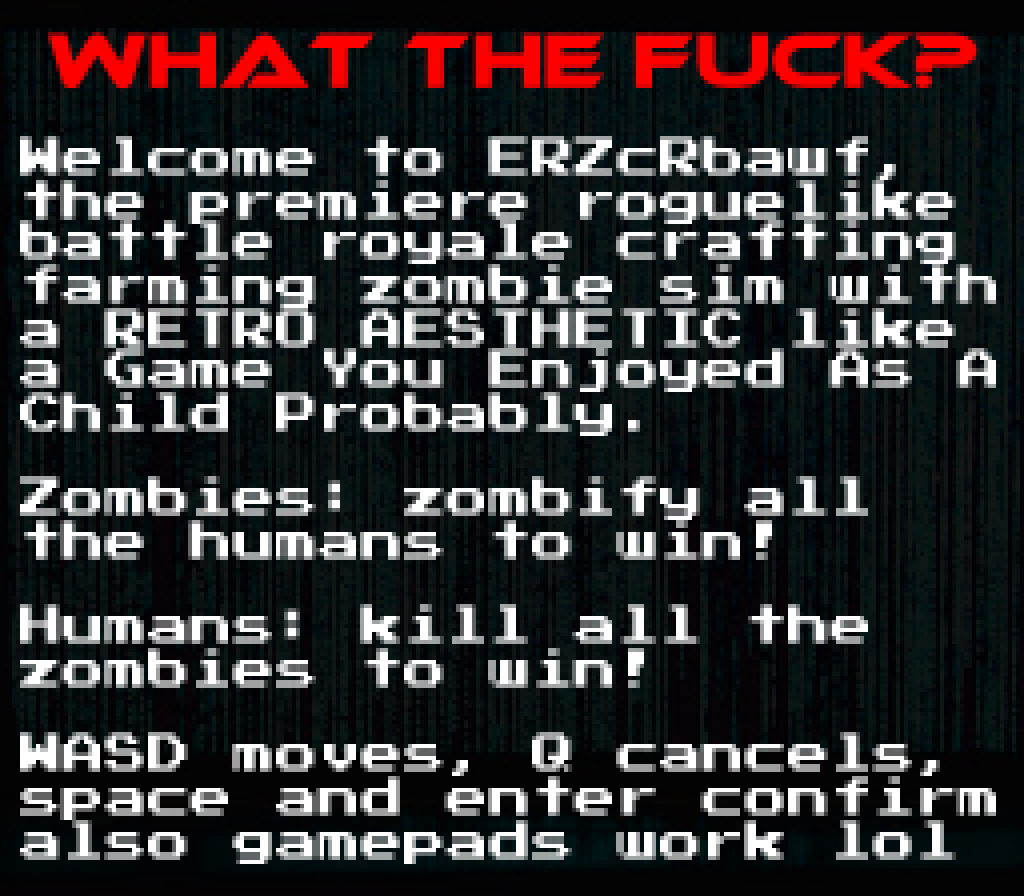 WHAT THE FUCK?
Welcome to ERZcRbawf,
the premiere roguelike
battle royale crafting
farming zombie sim with
a RETRO AESTHETIC like
a Game You Enjoyed As A
Child Probably.
Zombies: zombify all
the humans to win!
Humans: kill all the
zombies to win!
WASD moves, Q cancels,
space and enter confirm
also gamepads work lol